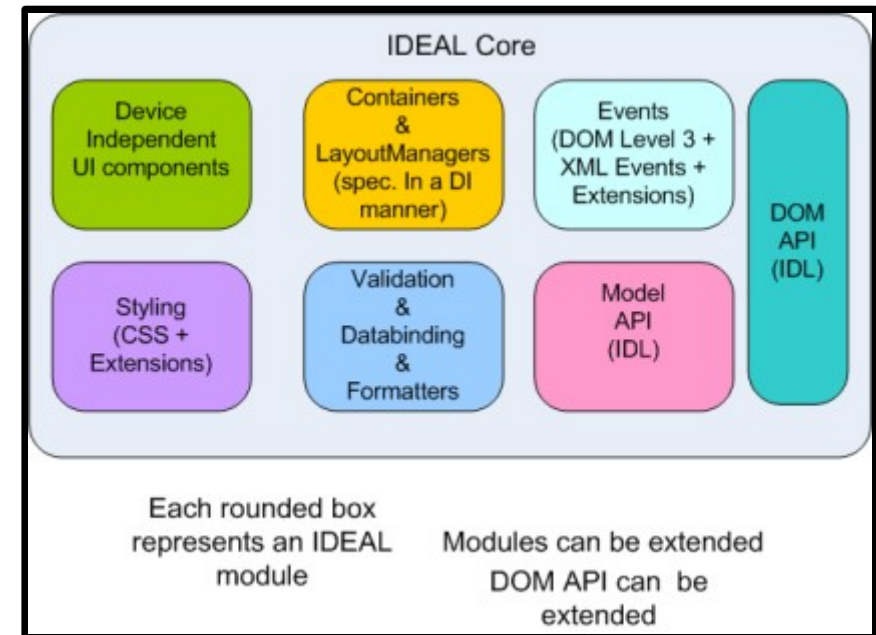 IDEAL Core
Device
Independent
UI components
Containers
&
LayoutManagers
(spec. In a DI
manner)
Events
(DOM Level 3 +
XML Events +
Extensions)
DOM
API
(IDL)
Styling
(CSS +
Extensions)
Validation
&
Databinding
&
Formatters
Model
API
(IDL)
Each rounded box
represents an IDEAL
module
Modules can be extended
DOM API can be
extended